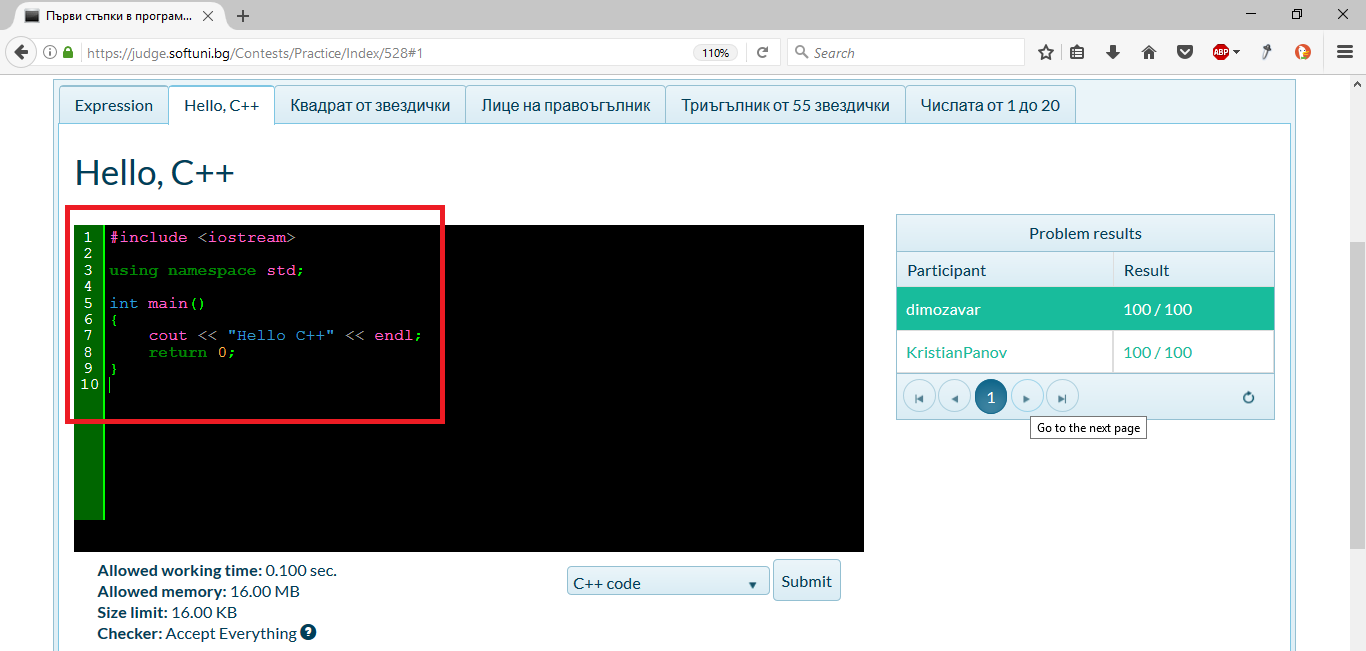 Първи стъпки в програм...
https://judge.softuni.bg/Contests/Practice/Index/528#1
110%
Search
ABP
Expression
Hello, C++
Квадрат от звездички
Лице на правоъгълник
Триъгълник от 55 звездички
Числата от 1 до 20
Hello, C++
1 #include <iostream>
2
3 using namespace std;
4
5 int main()
6 {
7 cout << "Hello C++" << endl;
8 return 0;
9 }
10
Problem results
Participant Result
dimozavar 100 / 100
KristianPanov 100 / 100
1
Go to the next page
Allowed working time: 0.100 sec.
Allowed memory: 16.00 MB
Size limit: 16.00 KB
Checker: Accept Everything ?
C++ code
Submit